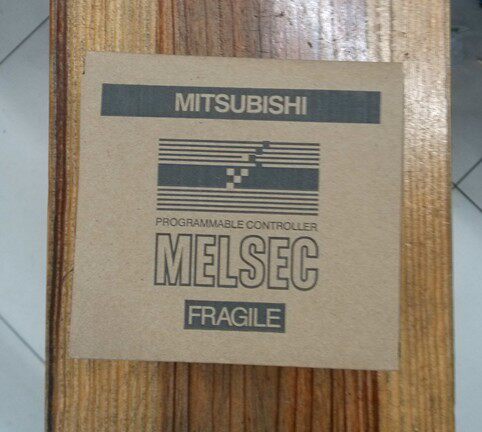 MITSUBISHI
PROGRAMMABLE CONTROLLER
MELSEC
FRAGILE